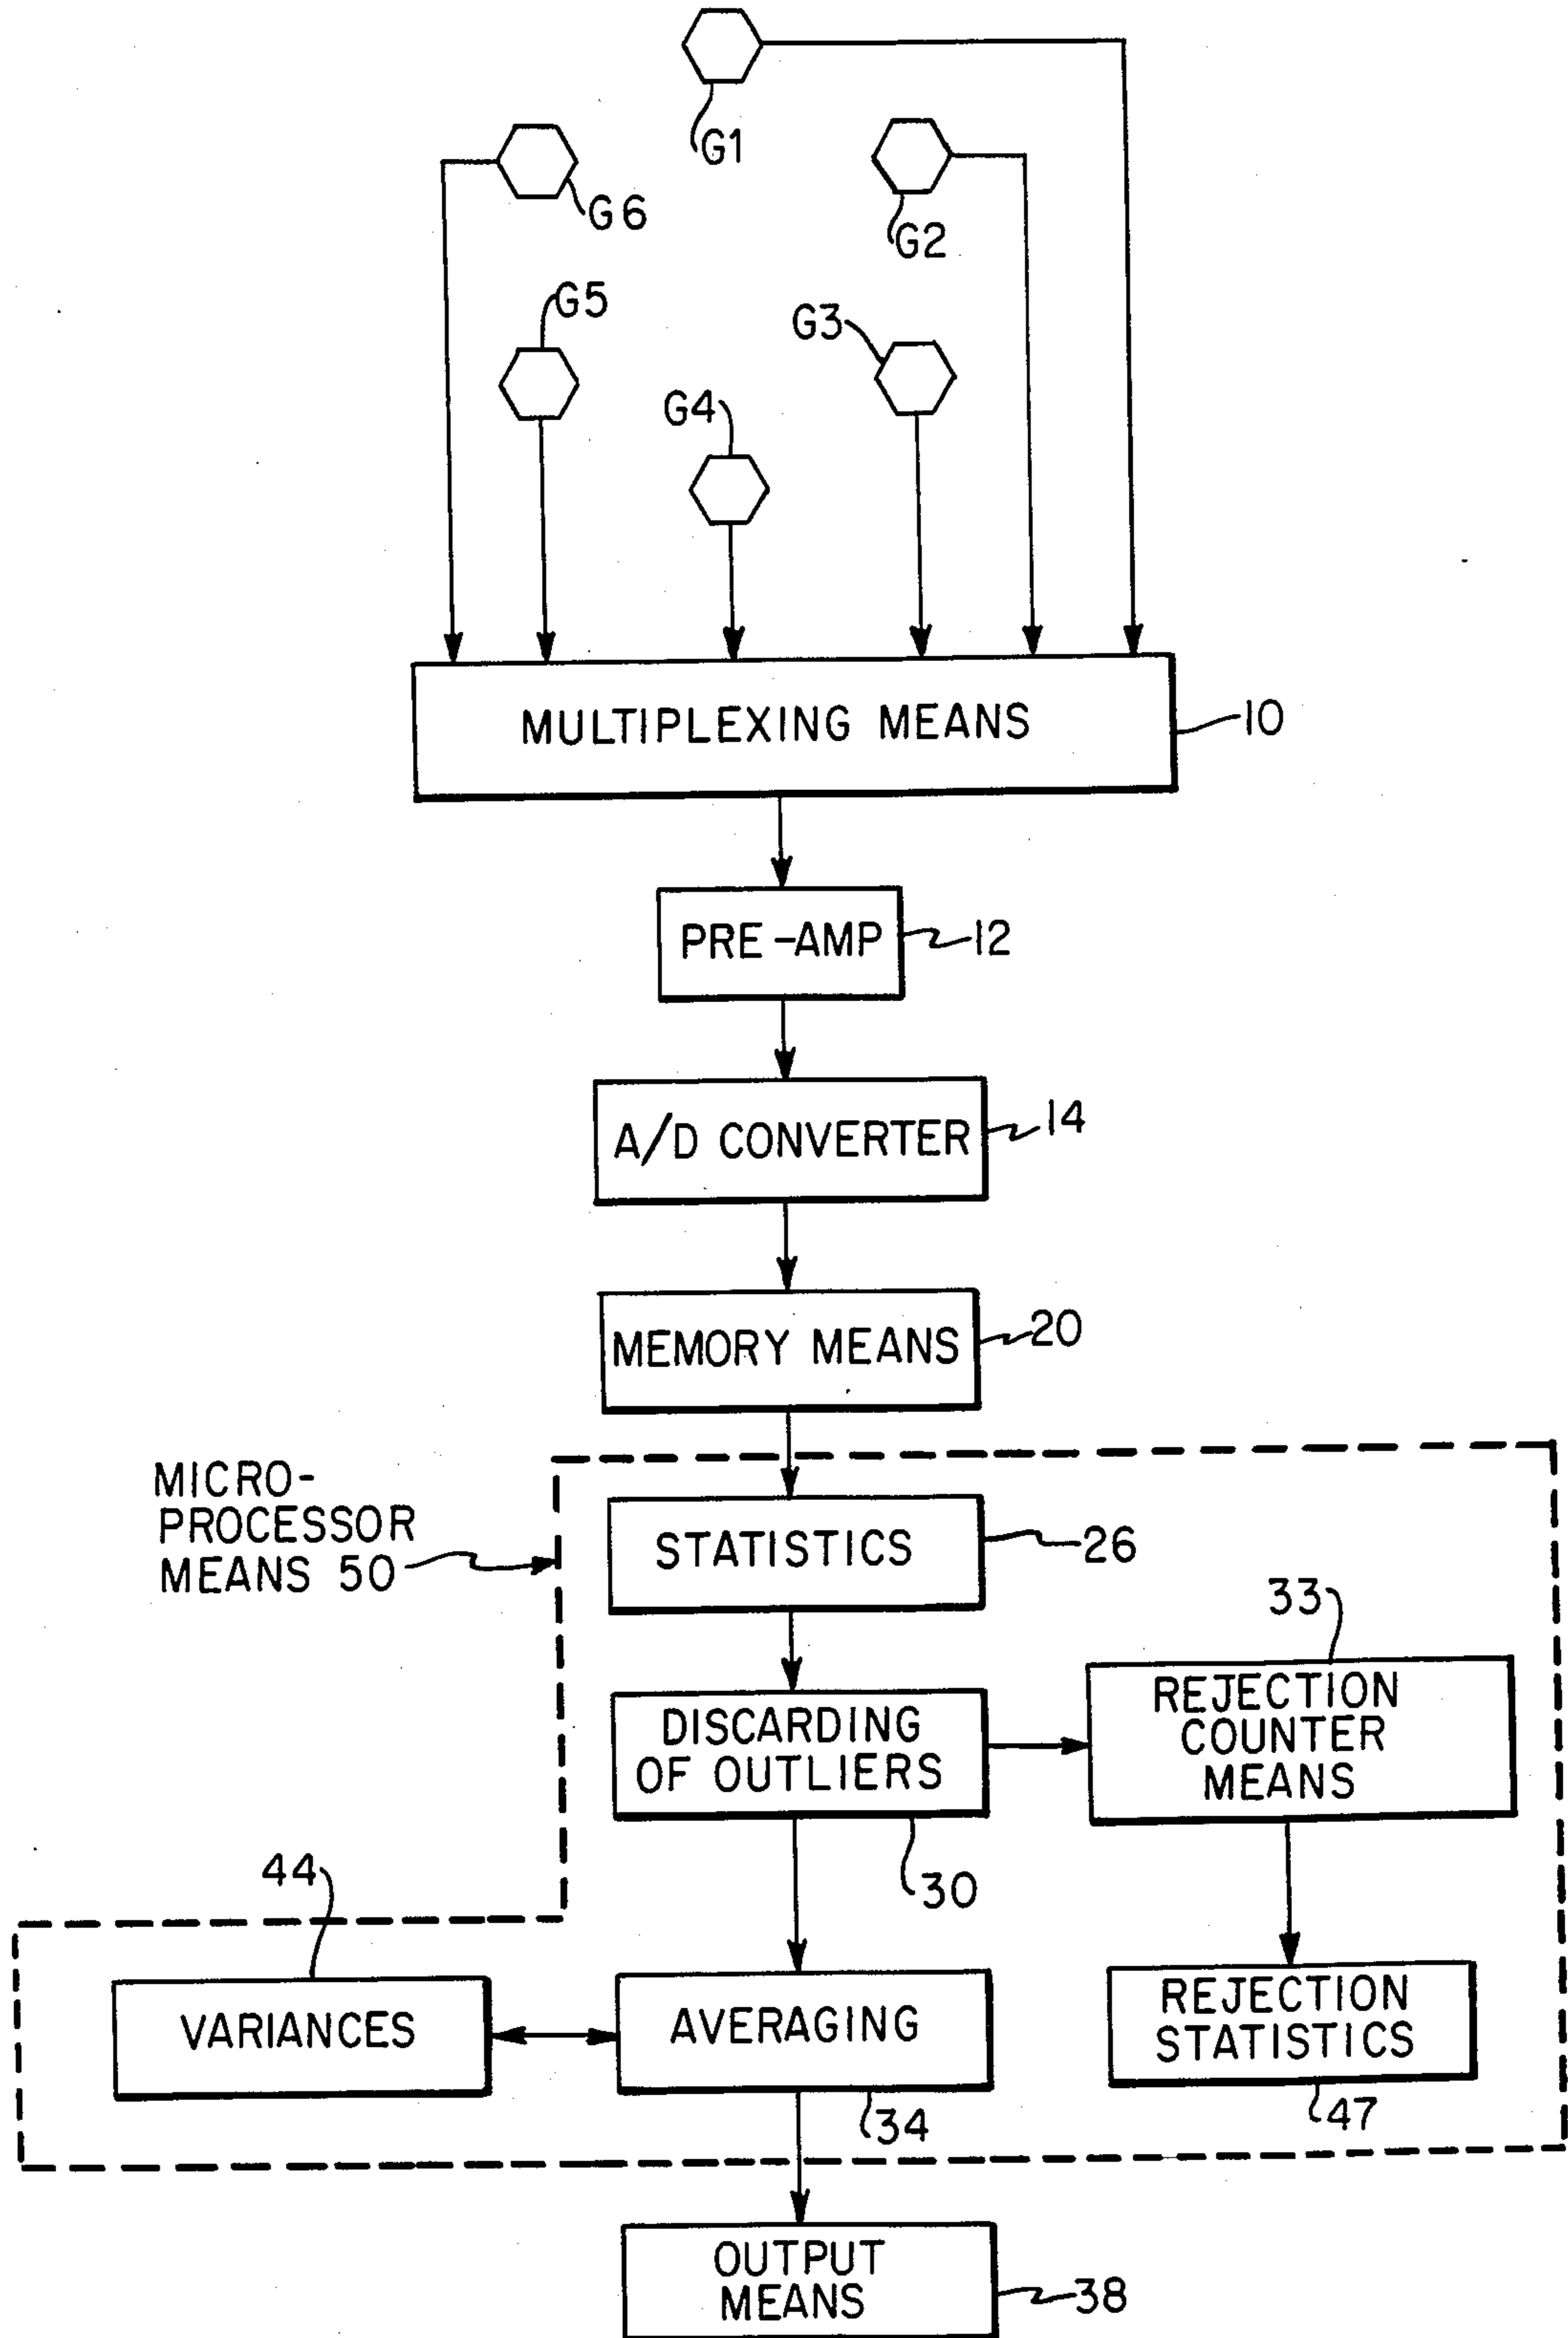 G1
G6
G2
G5
G3
G4
MULTIPLEXING MEANS
10
PRE-AMP
12
A/D CONVERTER
14
MEMORY MEANS
20
MICRO-
PROCESSOR
MEANS 50
STATISTICS
26
33
DISCARDING
OF OUTLIERS
30
REJECTION
COUNTER
MEANS
44
VARIANCES
AVERAGING
34
REJECTION
STATISTICS
47
OUTPUT
MEANS
38